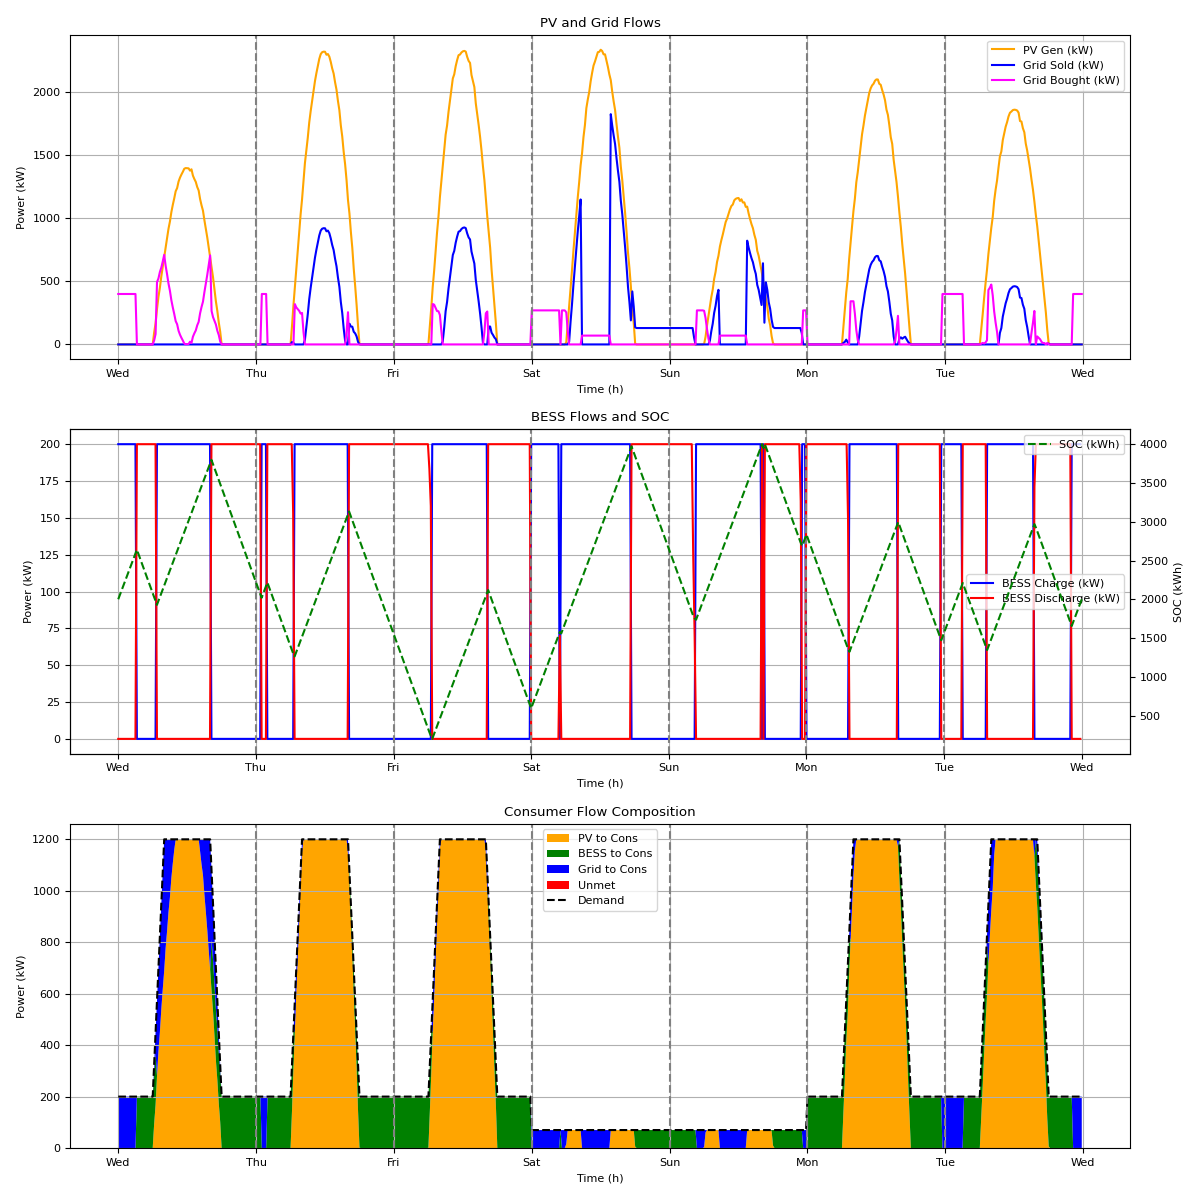 PV and Grid Flows
PV Gen (kW)
Grid Sold (kW)
Grid Bought (kW)
2000
1500
1000
500
0
Power (kW)
Wed Thu Fri Sat Sun Mon Tue Wed
Time (h)
BESS Flows and SOC
SOC (kWh)
BESS Charge (kW)
BESS Discharge (kW)
200
175
150
125
100
75
50
25
0
Power (kW)
4000
3500
3000
2500
2000
1500
1000
500
SOC (kWh)
Wed Thu Fri Sat Sun Mon Tue Wed
Time (h)
Consumer Flow Composition
PV to Cons
BESS to Cons
Grid to Cons
Unmet
Demand
1200
1000
800
600
400
200
0
Power (kW)
Wed Thu Fri Sat Sun Mon Tue Wed
Time (h)